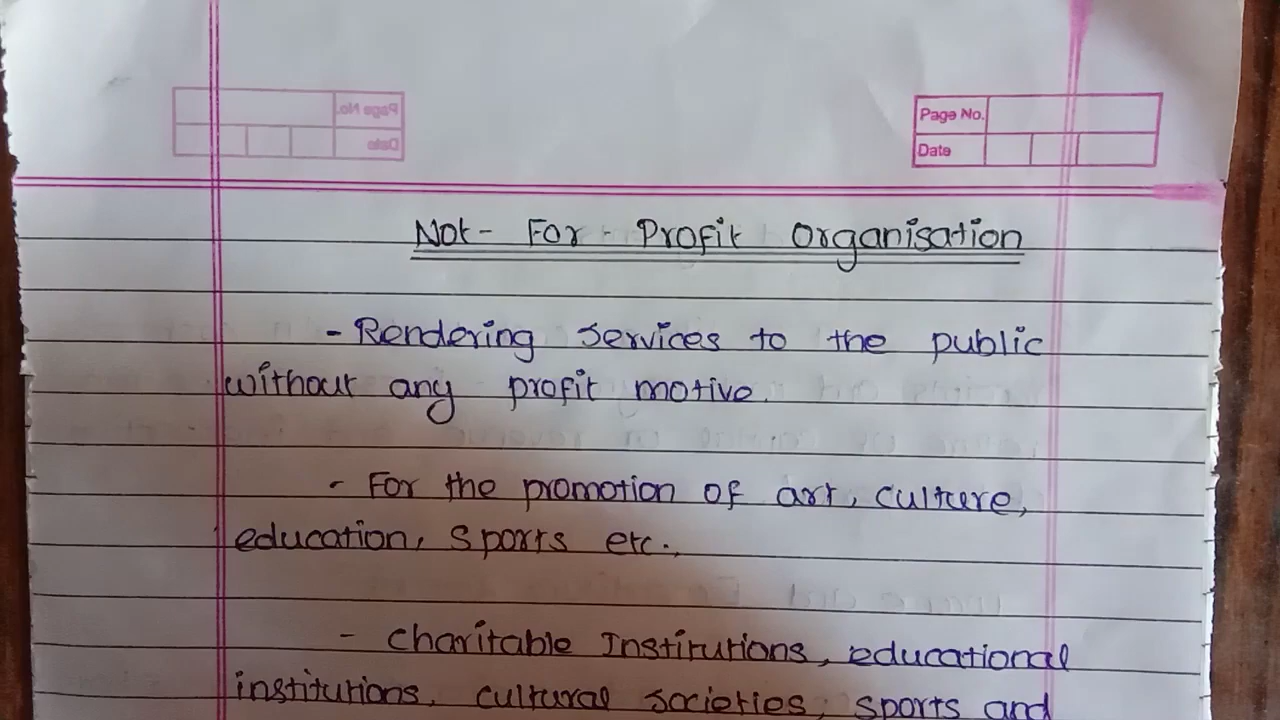 Page No.
Date
Not - For - Profit Organisation
- Rendering services to the public
without any profit motive.
- For the promotion of art, culture,
education, sports etc.,
- Charitable Institutions, educational
institutions, cultural societies, sports and